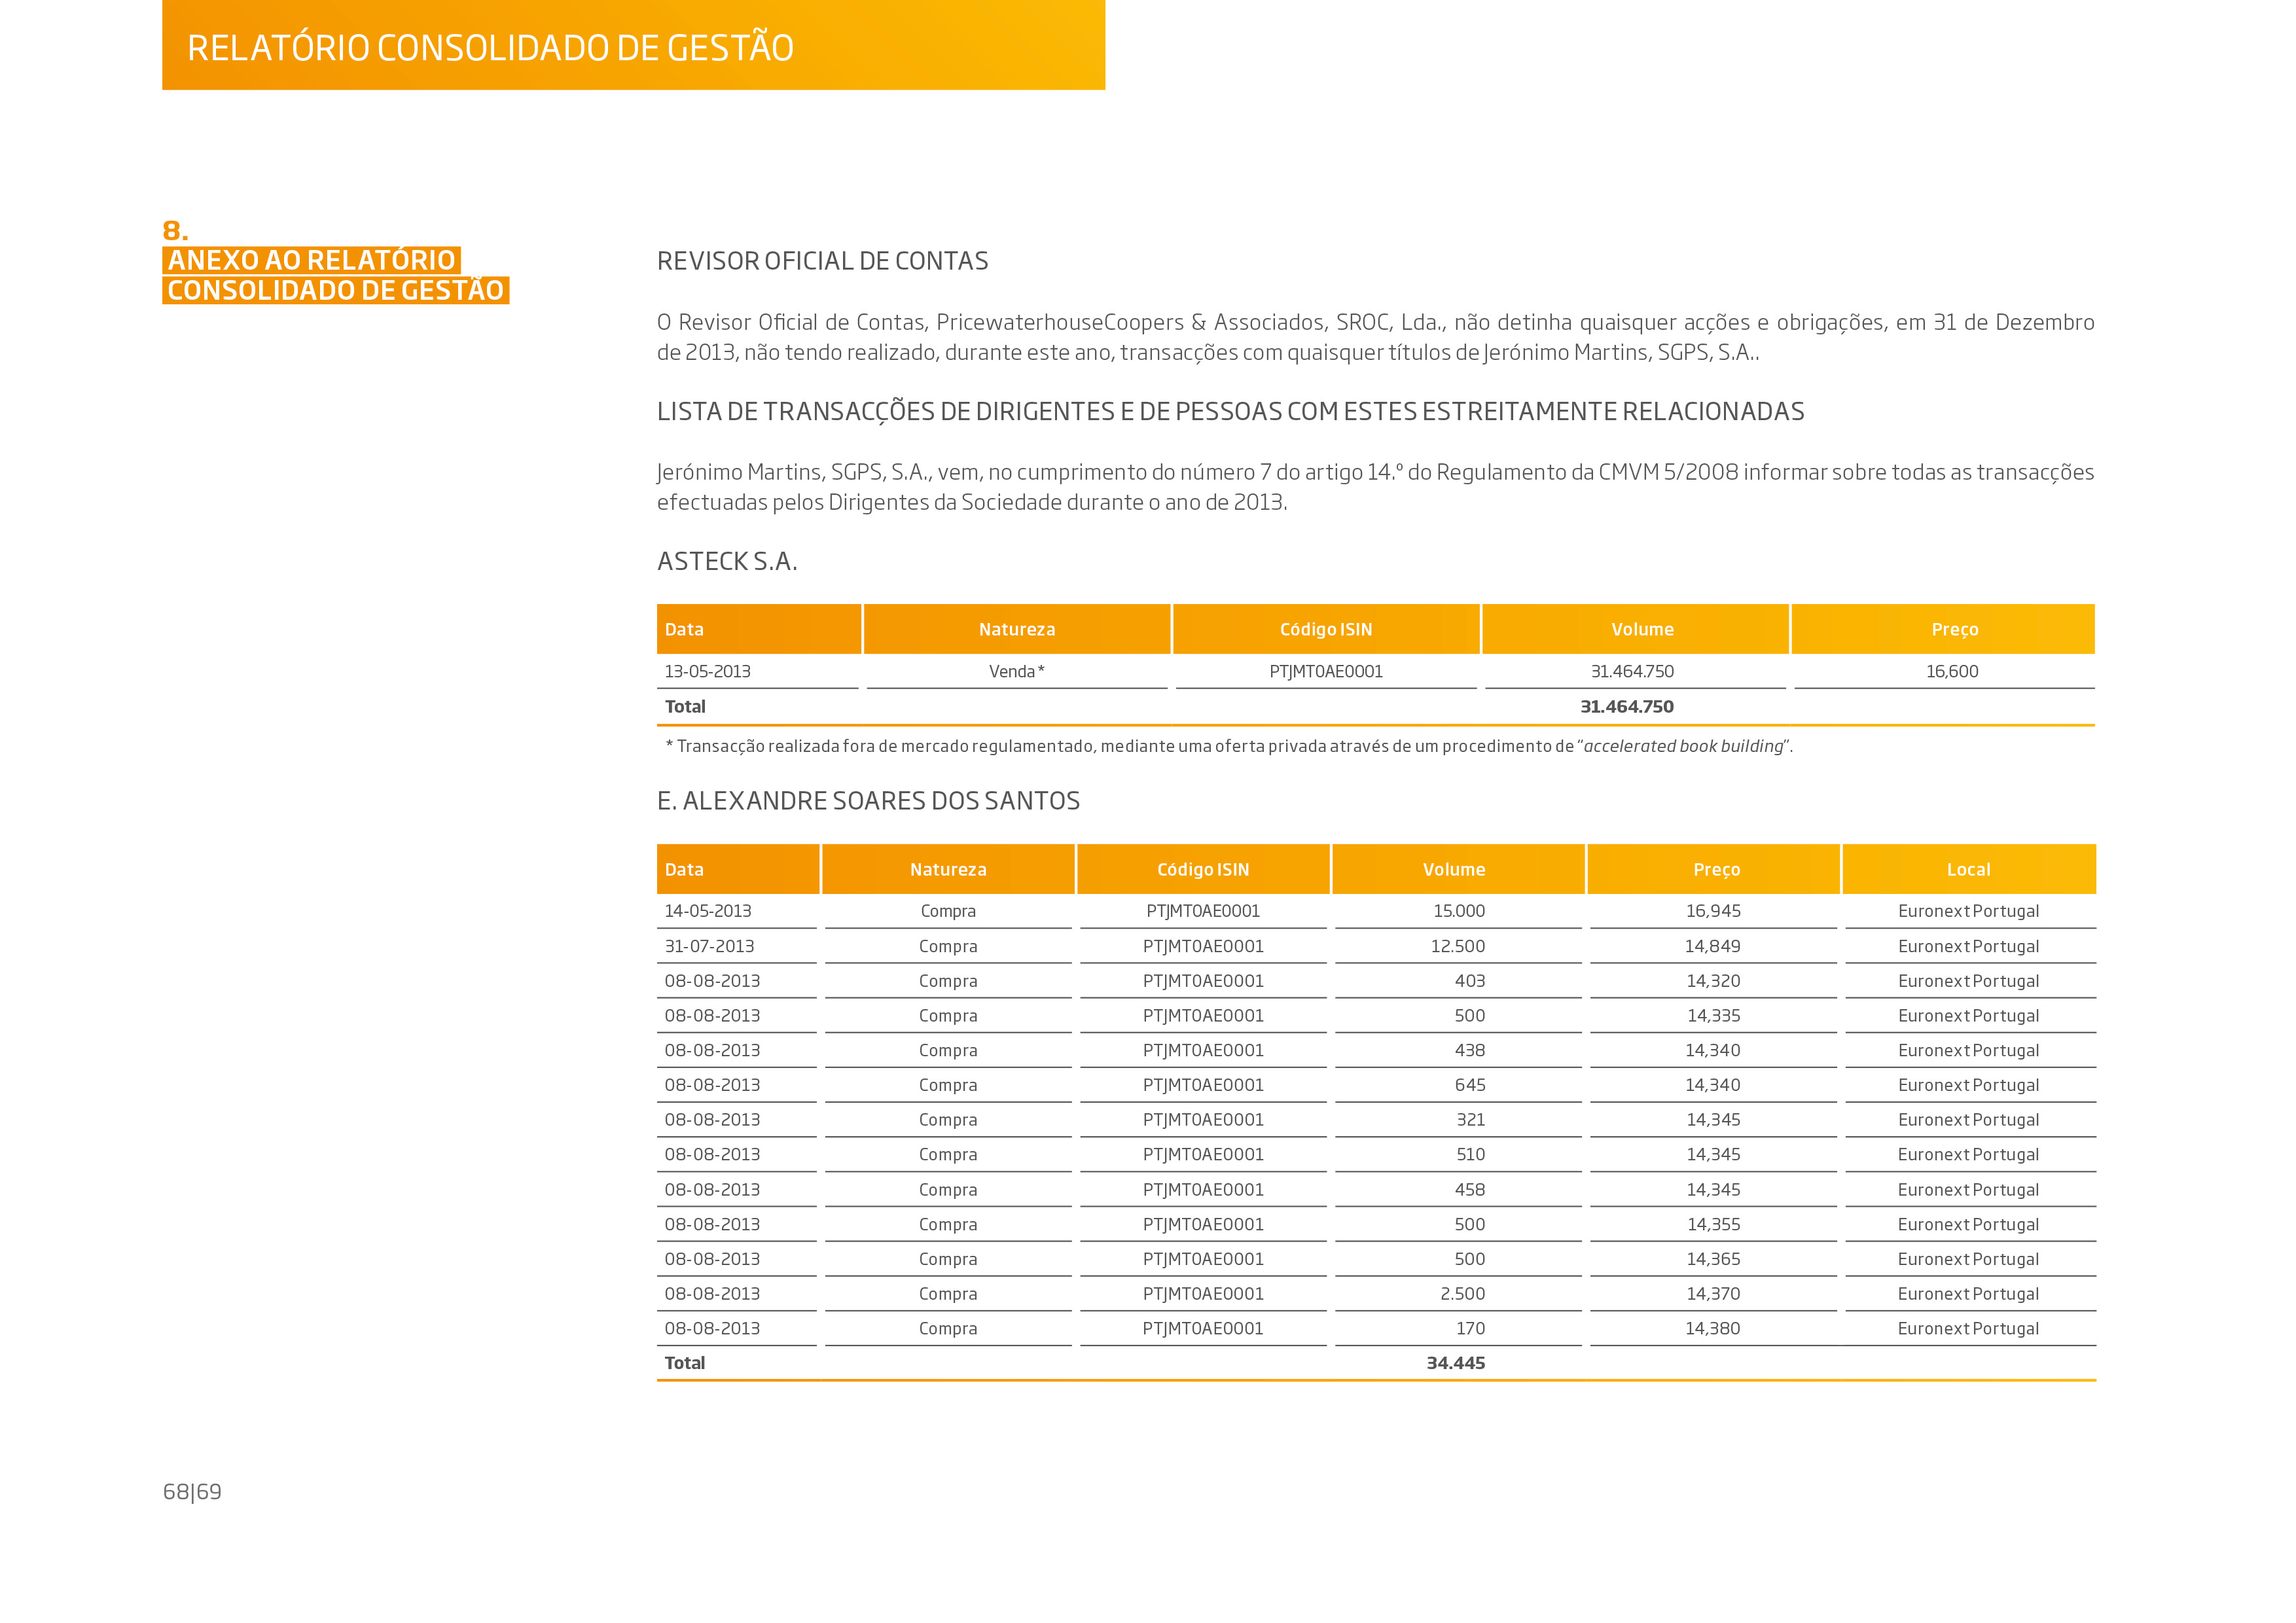 RELATÓRIO CONSOLIDADO DE GESTÃO
8.
ANEXO AO RELATÓRIO
CONSOLIDADO DE GESTÃO
REVISOR OFICIAL DE CONTAS
O Revisor Oficial de Contas, PricewaterhouseCoopers & Associados, SROC, Lda., não detinha quaisquer acções e obrigações, em 31 de Dezembro
de 2013, não tendo realizado, durante este ano, transacções com quaisquer títulos de Jerónimo Martins, SGPS, S.A..
LISTA DE TRANSACÇÕES DE DIRIGENTES E DE PESSOAS COM ESTES ESTREITAMENTE RELACIONADAS
Jerónimo Martins, SGPS, S.A., vem, no cumprimento do número 7 do artigo 14.º do Regulamento da CMVM 5/2008 informar sobre todas as transacções
efectuadas pelos Dirigentes da Sociedade durante o ano de 2013.
ASTECK S.A.
Data Natureza Código ISIN Volume Preço
13-05-2013 Venda * PTJMT0AE0001 31.464.750 16,600
Total 31.464.750
* Transacção realizada fora de mercado regulamentado, mediante uma oferta privada através de um procedimento de “accelerated book building”.
E. ALEXANDRE SOARES DOS SANTOS
Data Natureza Código ISIN Volume Preço Local
14-05-2013 Compra PTJMT0AE0001 15.000 16,945 Euronext Portugal
31-07-2013 Compra PTJMT0AE0001 12.500 14,849 Euronext Portugal
08-08-2013 Compra PTJMT0AE0001 403 14,320 Euronext Portugal
08-08-2013 Compra PTJMT0AE0001 500 14,335 Euronext Portugal
08-08-2013 Compra PTJMT0AE0001 438 14,340 Euronext Portugal
08-08-2013 Compra PTJMT0AE0001 645 14,340 Euronext Portugal
08-08-2013 Compra PTJMT0AE0001 321 14,345 Euronext Portugal
08-08-2013 Compra PTJMT0AE0001 510 14,345 Euronext Portugal
08-08-2013 Compra PTJMT0AE0001 458 14,345 Euronext Portugal
08-08-2013 Compra PTJMT0AE0001 500 14,355 Euronext Portugal
08-08-2013 Compra PTJMT0AE0001 500 14,365 Euronext Portugal
08-08-2013 Compra PTJMT0AE0001 2.500 14,370 Euronext Portugal
08-08-2013 Compra PTJMT0AE0001 170 14,380 Euronext Portugal
Total 34.445
68|69